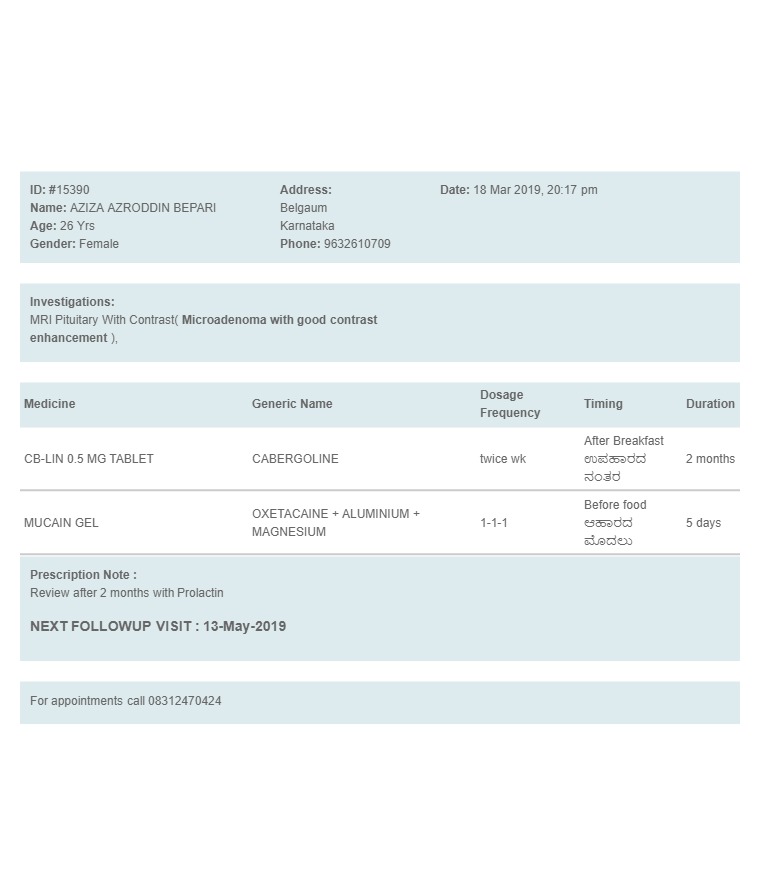 ID: #15390
Name: AZIZA AZRODDIN BEPARI
Age: 26 Yrs
Gender: Female
Address:
Belgaum
Karnataka
Phone: 9632610709
Date: 18 Mar 2019, 20:17 pm
Investigations:
MRI Pituitary With Contrast( Microadenoma with good contrast
enhancement ),
Medicine Generic Name Dosage Frequency Timing Duration
CB-LIN 0.5 MG TABLET CABERGOLINE twice wk After Breakfast ಉಪಹಾರದ ನಂತರ 2 months
MUCAIN GEL OXETACAINE + ALUMINIUM + MAGNESIUM 1-1-1 Before food ಆಹಾರದ ಮೊದಲು 5 days
Prescription Note :
Review after 2 months with Prolactin
NEXT FOLLOWUP VISIT : 13-May-2019
For appointments call 08312470424